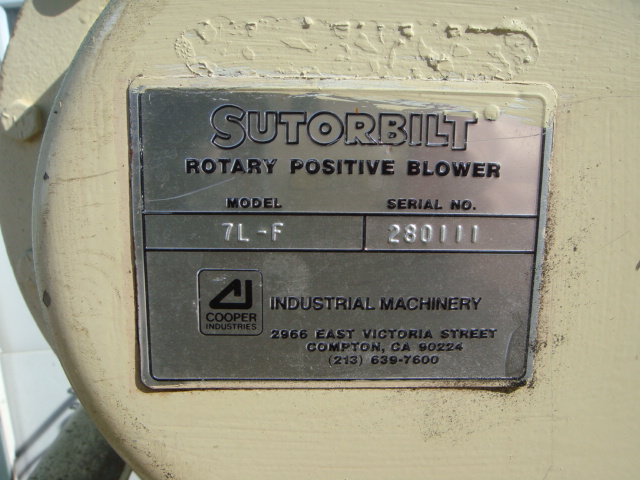 SUTORBILT
ROTARY POSITIVE BLOWER
MODEL SERIAL NO.
7L-F 280111
COOPER
INDUSTRIES
INDUSTRIAL MACHINERY
2966 EAST VICTORIA STREET
COMPTON, CA 90224
(213) 639-7600